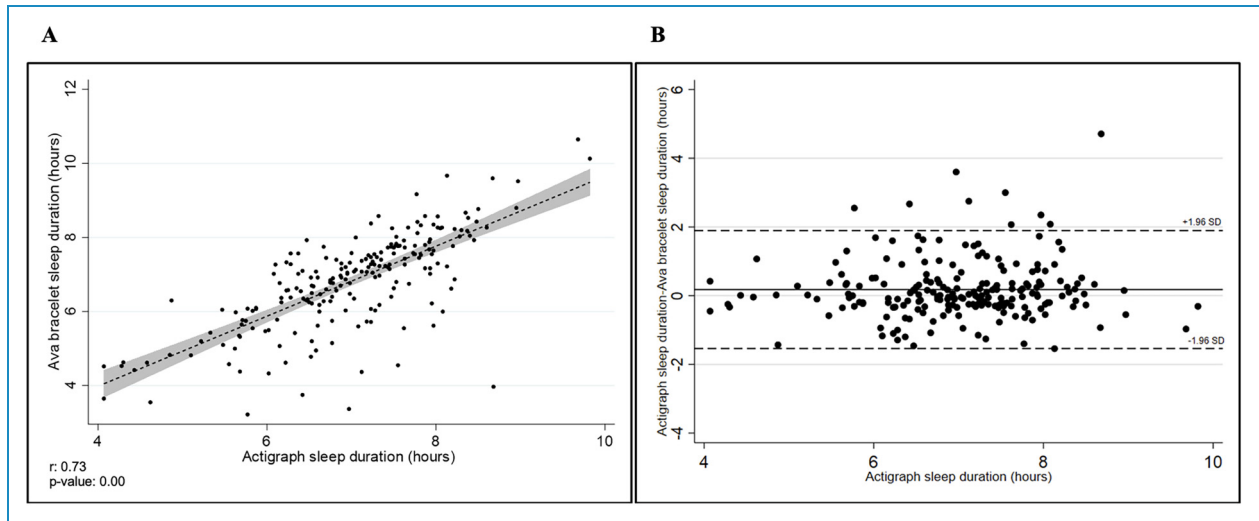 A
B
Ava bracelet sleep duration (hours)
12
10
8
6
4
4
6
8
10
Actigraph sleep duration (hours)
r: 0.73
p-value: 0.00
Actigraph sleep duration-Ava bracelet sleep duration (hours)
6
4
2
0
-2
-4
+1.96 SD
-1.96 SD
4
6
8
10
Actigraph sleep duration (hours)